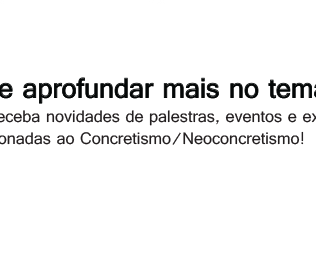 e aprofundar mais no tema
eceba novidades de palestras, eventos e ex
onadas ao Concretismo/Neoconcretismo!